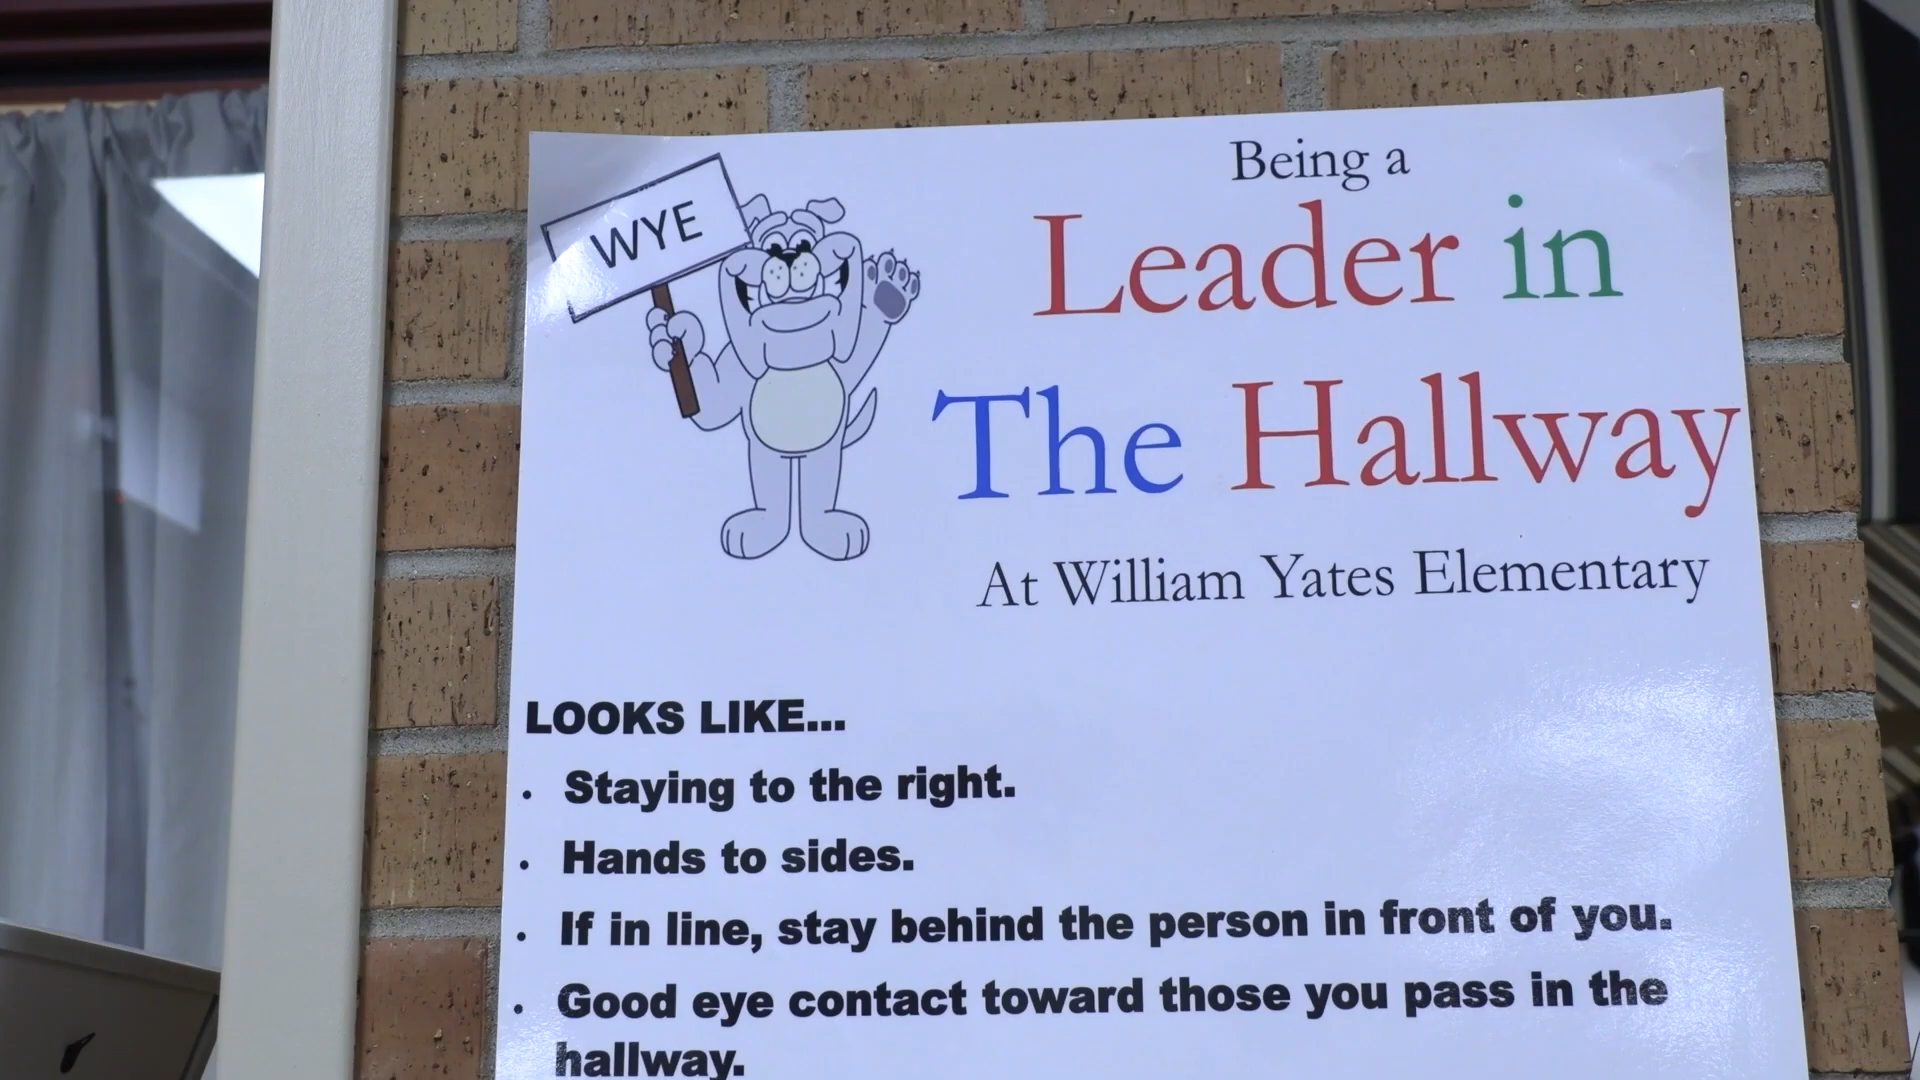 WYE
Being a
Leader in
The Hallway
At William Yates Elementary
LOOKS LIKE...
• Staying to the right.
• Hands to sides.
• If in line, stay behind the person in front of you.
• Good eye contact toward those you pass in the
hallway.